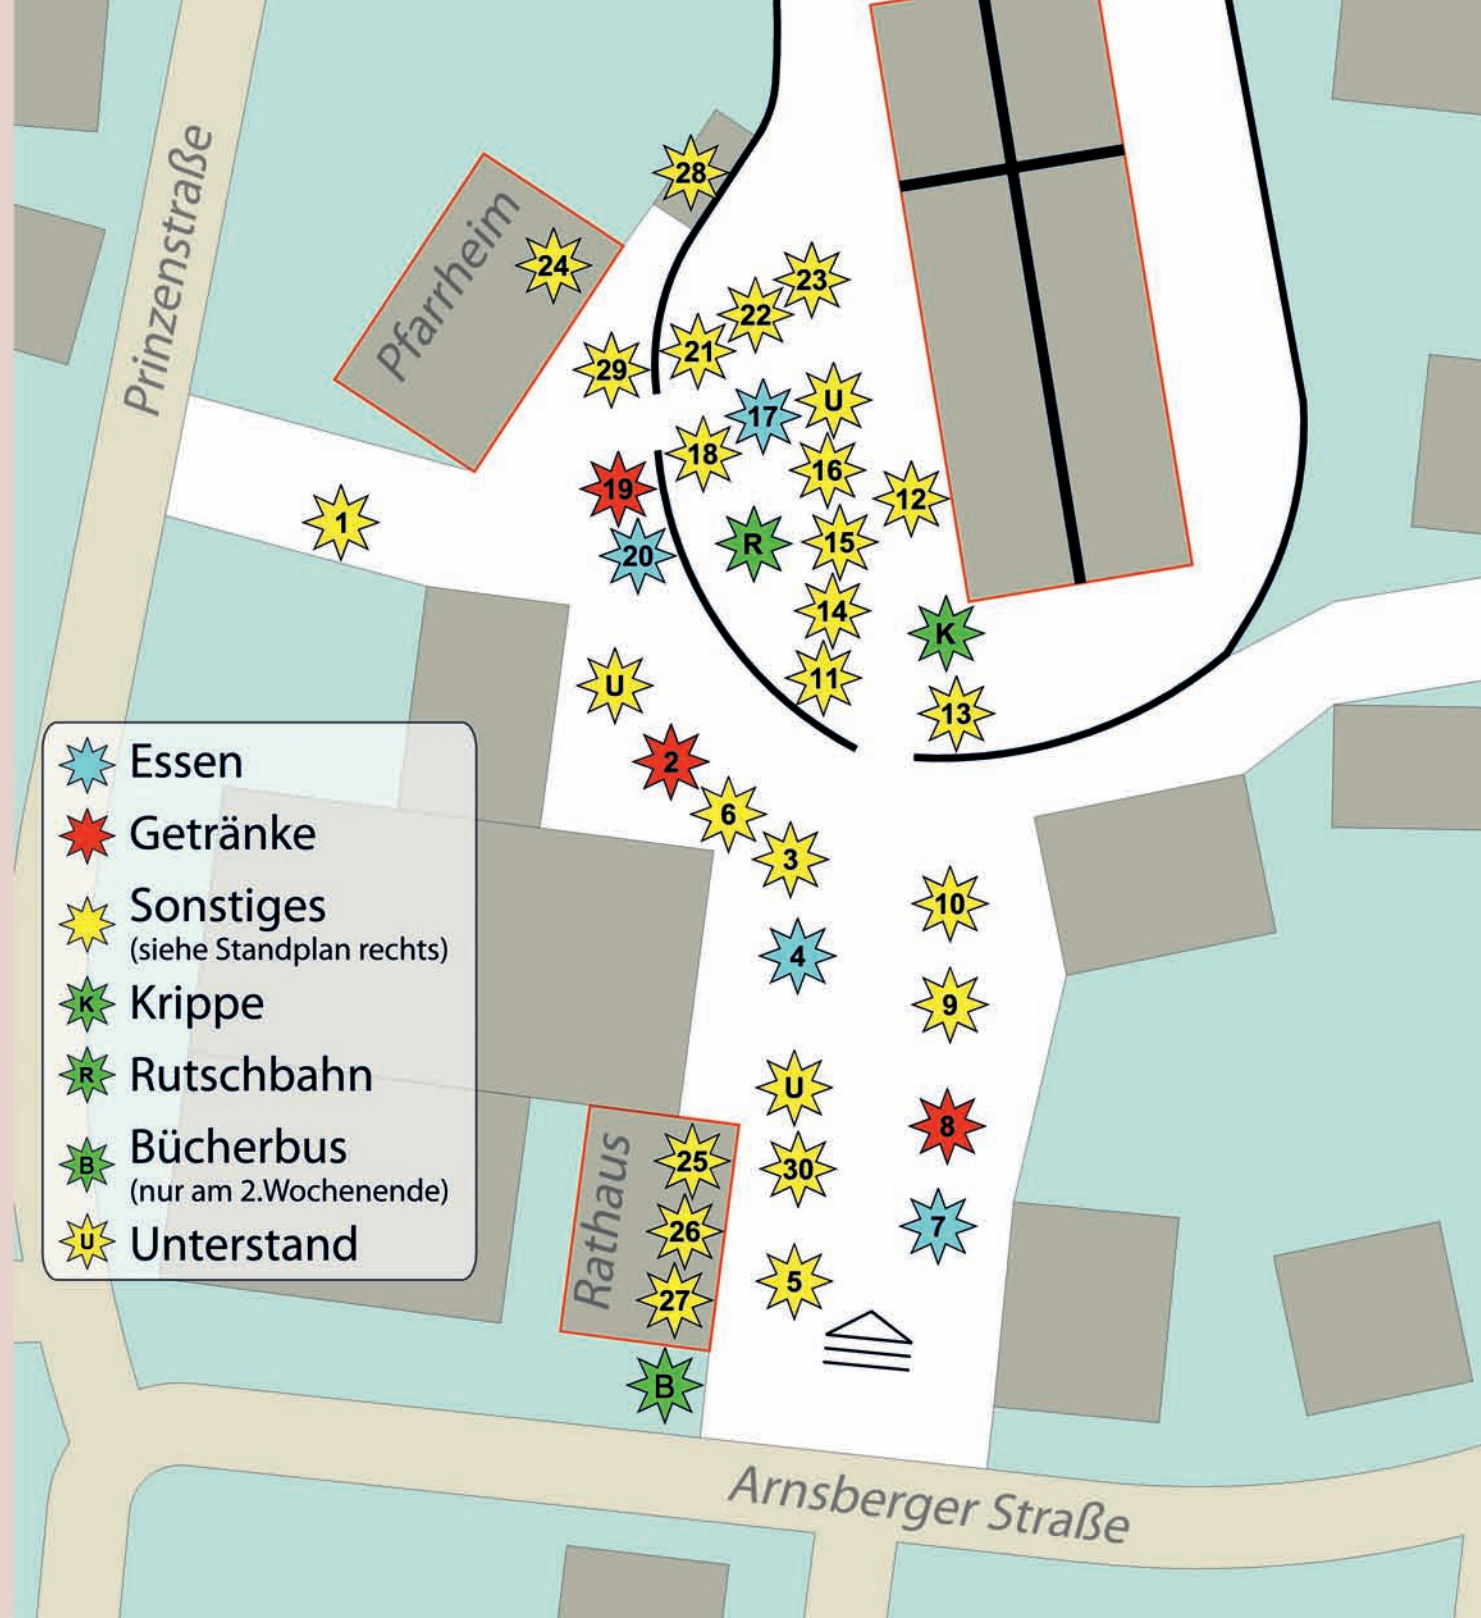 Prinzenstraße
Pfarrheim
28
24
23
22
21
29
17
U
18
16
19
12
1
R
15
20
14
K
11
U
13
2
6
3
10
4
9
U
8
25
30
26
7
5
27
B
Rathaus
Essen
Getränke
Sonstiges
(siehe Standplan rechts)
K Krippe
R Rutschbahn
B Bücherbus
(nur am 2.Wochenende)
U Unterstand
Arnsberger Straße